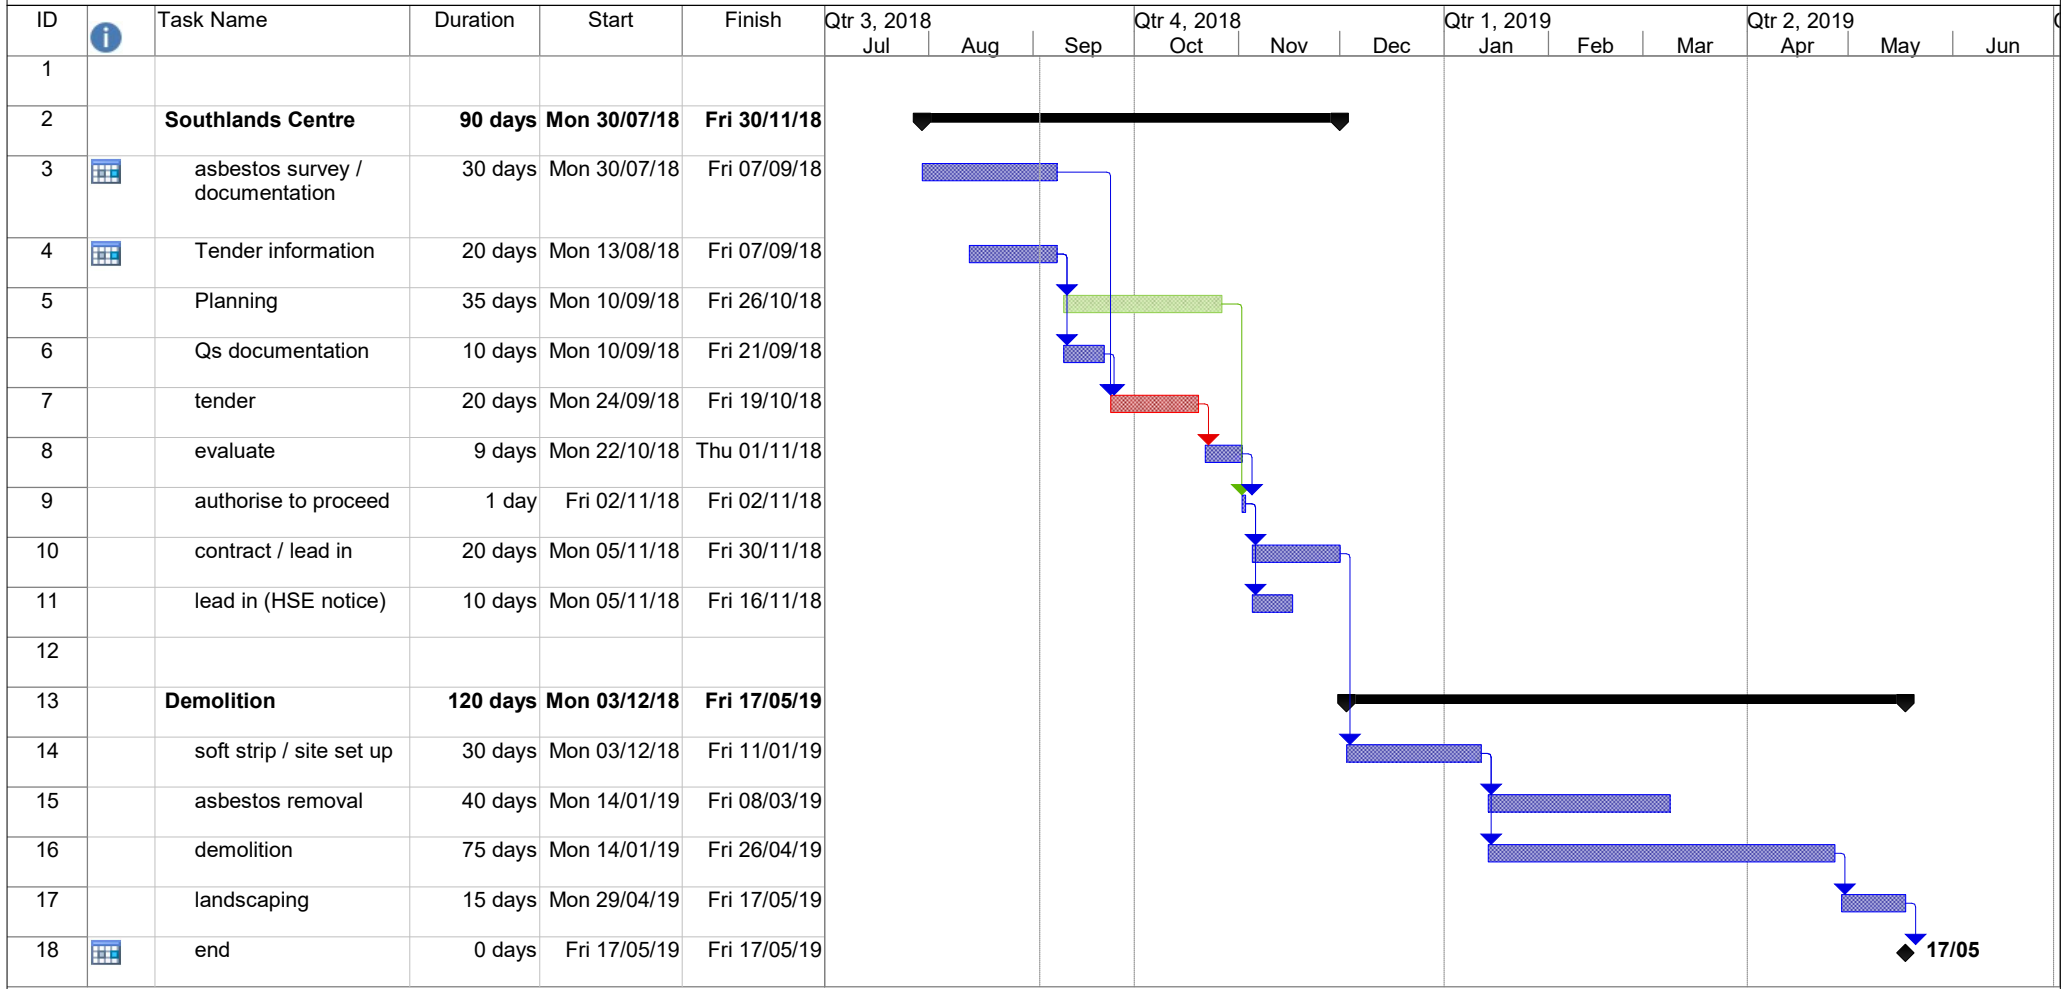 ID Task Name Duration Start Finish Qtr 3, 2018 Qtr 4, 2018 Qtr 1, 2019 Qtr 2, 2019
Jul Aug Sep Oct Nov Dec Jan Feb Mar Apr May Jun
1
2 Southlands Centre 90 days Mon 30/07/18 Fri 30/11/18
3 asbestos survey / 30 days Mon 30/07/18 Fri 07/09/18
documentation
4 Tender information 20 days Mon 13/08/18 Fri 07/09/18
5 Planning 35 days Mon 10/09/18 Fri 26/10/18
6 Qs documentation 10 days Mon 10/09/18 Fri 21/09/18
7 tender 20 days Mon 24/09/18 Fri 19/10/18
8 evaluate 9 days Mon 22/10/18 Thu 01/11/18
9 authorise to proceed 1 day Fri 02/11/18 Fri 02/11/18
10 contract / lead in 20 days Mon 05/11/18 Fri 30/11/18
11 lead in (HSE notice) 10 days Mon 05/11/18 Fri 16/11/18
12
13 Demolition 120 days Mon 03/12/18 Fri 17/05/19
14 soft strip / site set up 30 days Mon 03/12/18 Fri 11/01/19
15 asbestos removal 40 days Mon 14/01/19 Fri 08/03/19
16 demolition 75 days Mon 14/01/19 Fri 26/04/19
17 landscaping 15 days Mon 29/04/19 Fri 17/05/19
18 end 0 days Fri 17/05/19 Fri 17/05/19 17/05